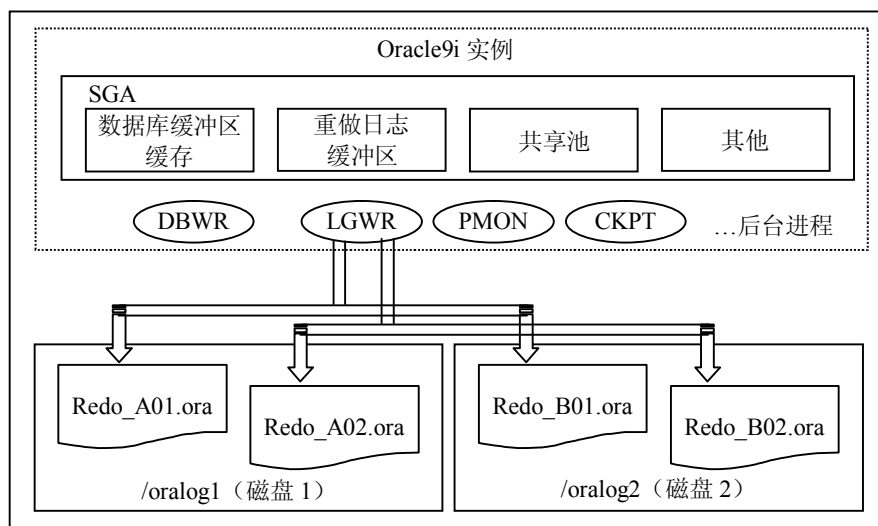 Oracle9i 实例
SGA
数据库缓冲区
缓存
重做日志
缓冲区
共享池
其他
DBWR
LGWR
PMON
CKPT
…后台进程
Redo_A01.ora
Redo_A02.ora
Redo_B01.ora
Redo_B02.ora
/oralog1（磁盘 1）
/oralog2（磁盘 2）